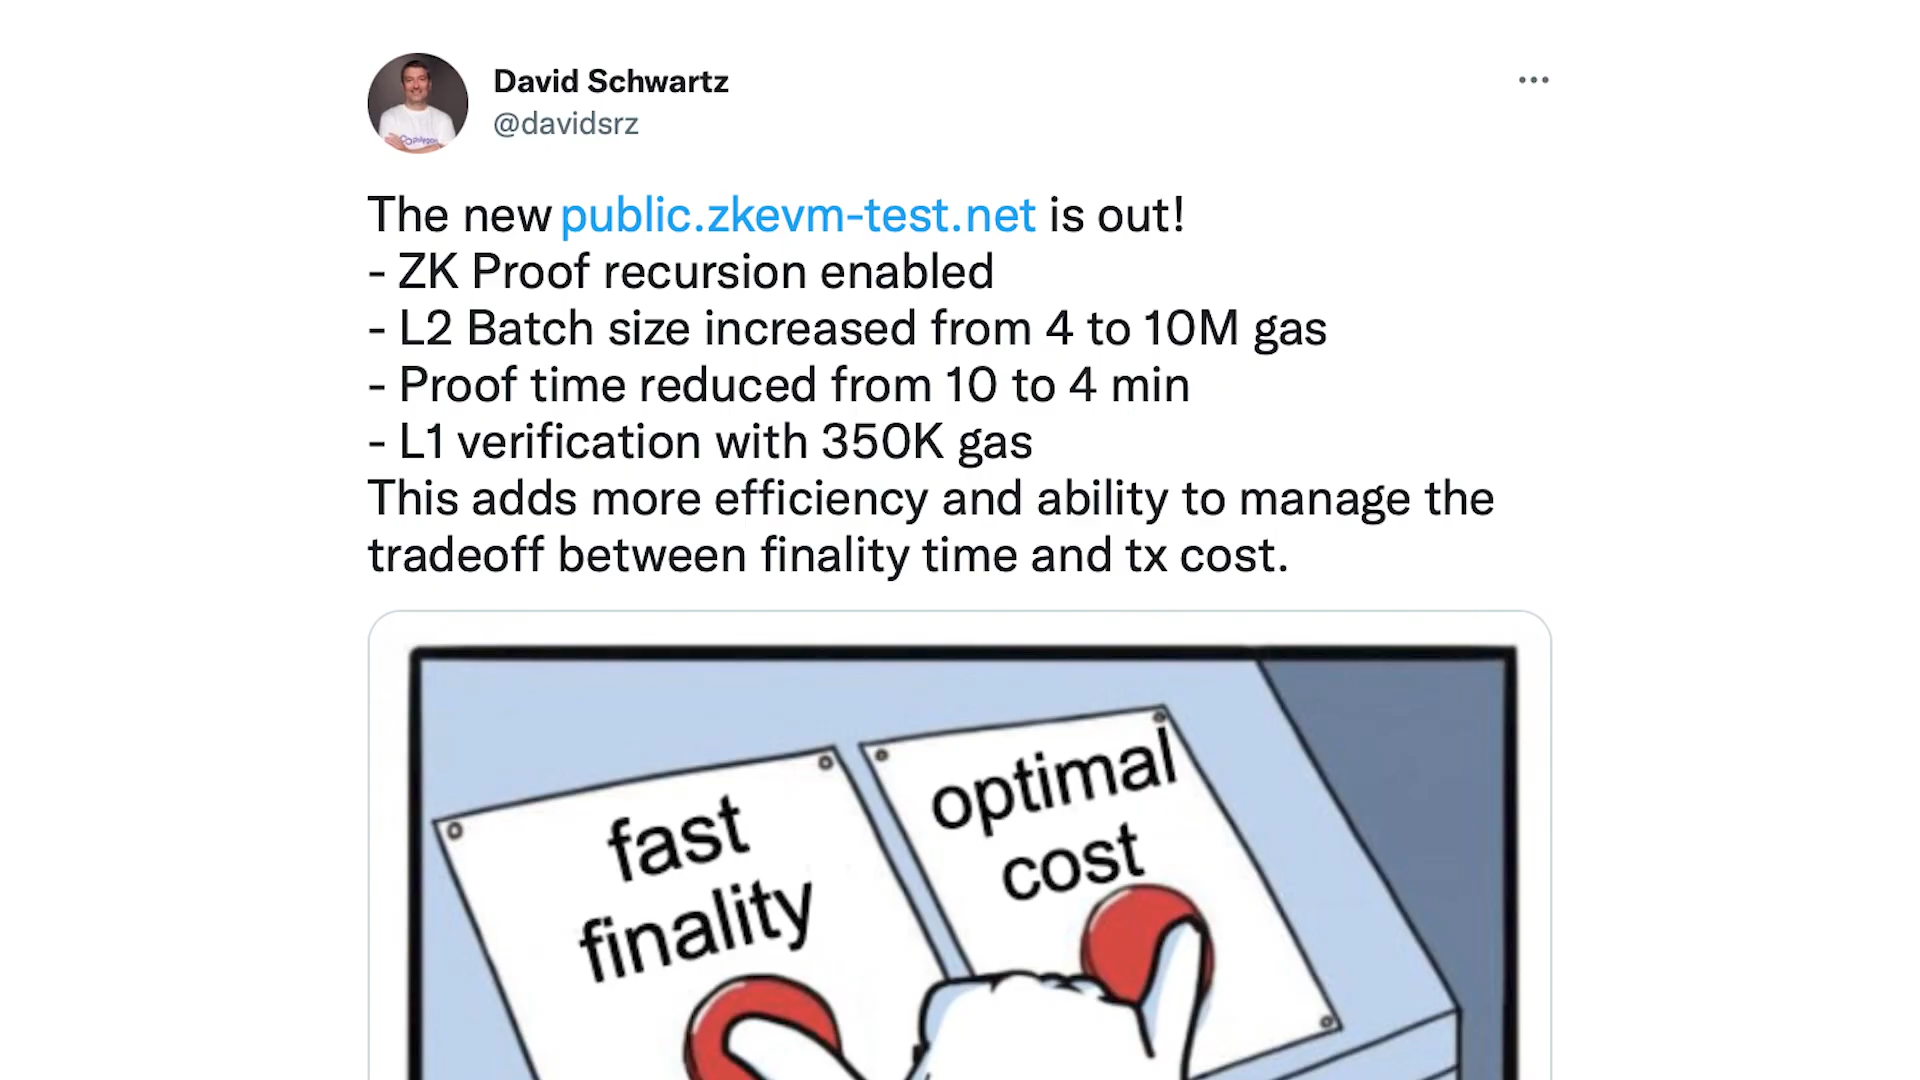 David Schwartz
@davidsrz
The new public.zkevm-test.net is out!
- ZK Proof recursion enabled
- L2 Batch size increased from 4 to 10M gas
- Proof time reduced from 10 to 4 min
- L1 verification with 350K gas
This adds more efficiency and ability to manage the
tradeoff between finality time and tx cost.
fast
finality
optimal
cost